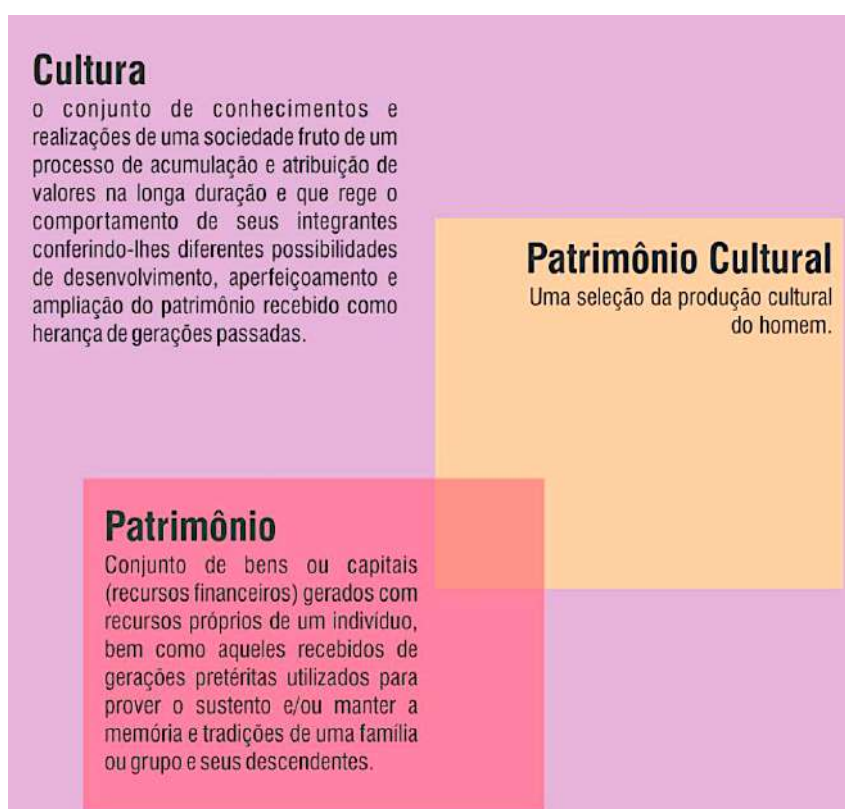 Cultura
o conjunto de conhecimentos e
realizações de uma sociedade fruto de um
processo de acumulação e atribuição de
valores na longa duração e que rege o
comportamento de seus integrantes
conferindo-lhes diferentes possibilidades
de desenvolvimento, aperfeiçoamento e
ampliação do patrimônio recebido como
herança de gerações passadas.
Patrimônio Cultural
Uma seleção da produção cultural
do homem.
Patrimônio
Conjunto de bens ou capitais
(recursos financeiros) gerados com
recursos próprios de um indivíduo,
bem como aqueles recebidos de
gerações pretéritas utilizados para
prover o sustento e/ou manter a
memória e tradições de uma família
ou grupo e seus descendentes.